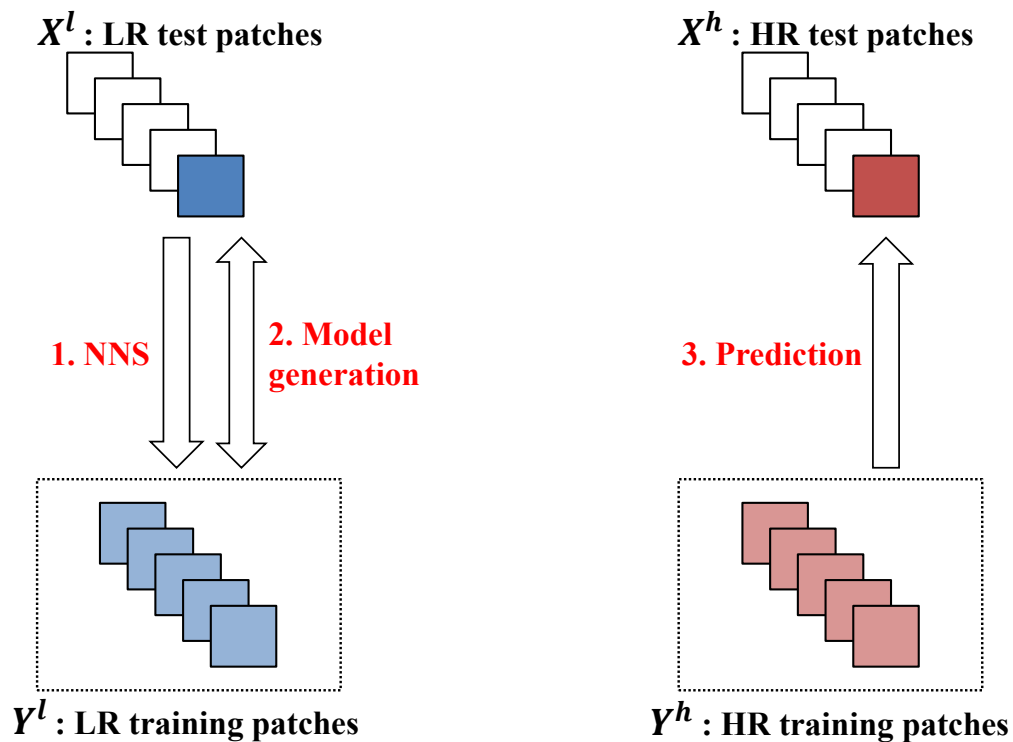 X^l : LR test patches
X^h : HR test patches
1. NNS
2. Model
generation
3. Prediction
Y^l : LR training patches
Y^h : HR training patches